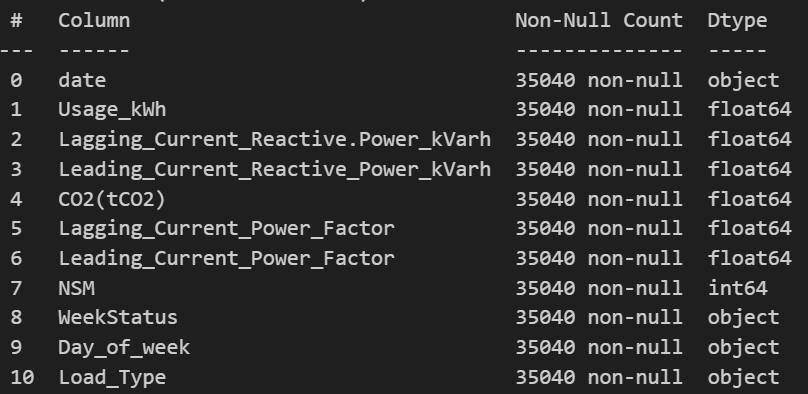 #   Column                                Non-Null Count  Dtype
--- ------                                --------------  -----
0   date                                  35040 non-null  object
1   Usage_kWh                             35040 non-null  float64
2   Lagging_Current_Reactive.Power_kVarh  35040 non-null  float64
3   Leading_Current_Reactive_Power_kVarh  35040 non-null  float64
4   CO2(tCO2)                             35040 non-null  float64
5   Lagging_Current_Power_Factor          35040 non-null  float64
6   Leading_Current_Power_Factor          35040 non-null  float64
7   NSM                                   35040 non-null  int64
8   WeekStatus                            35040 non-null  object
9   Day_of_week                           35040 non-null  object
10  Load_Type                             35040 non-null  object